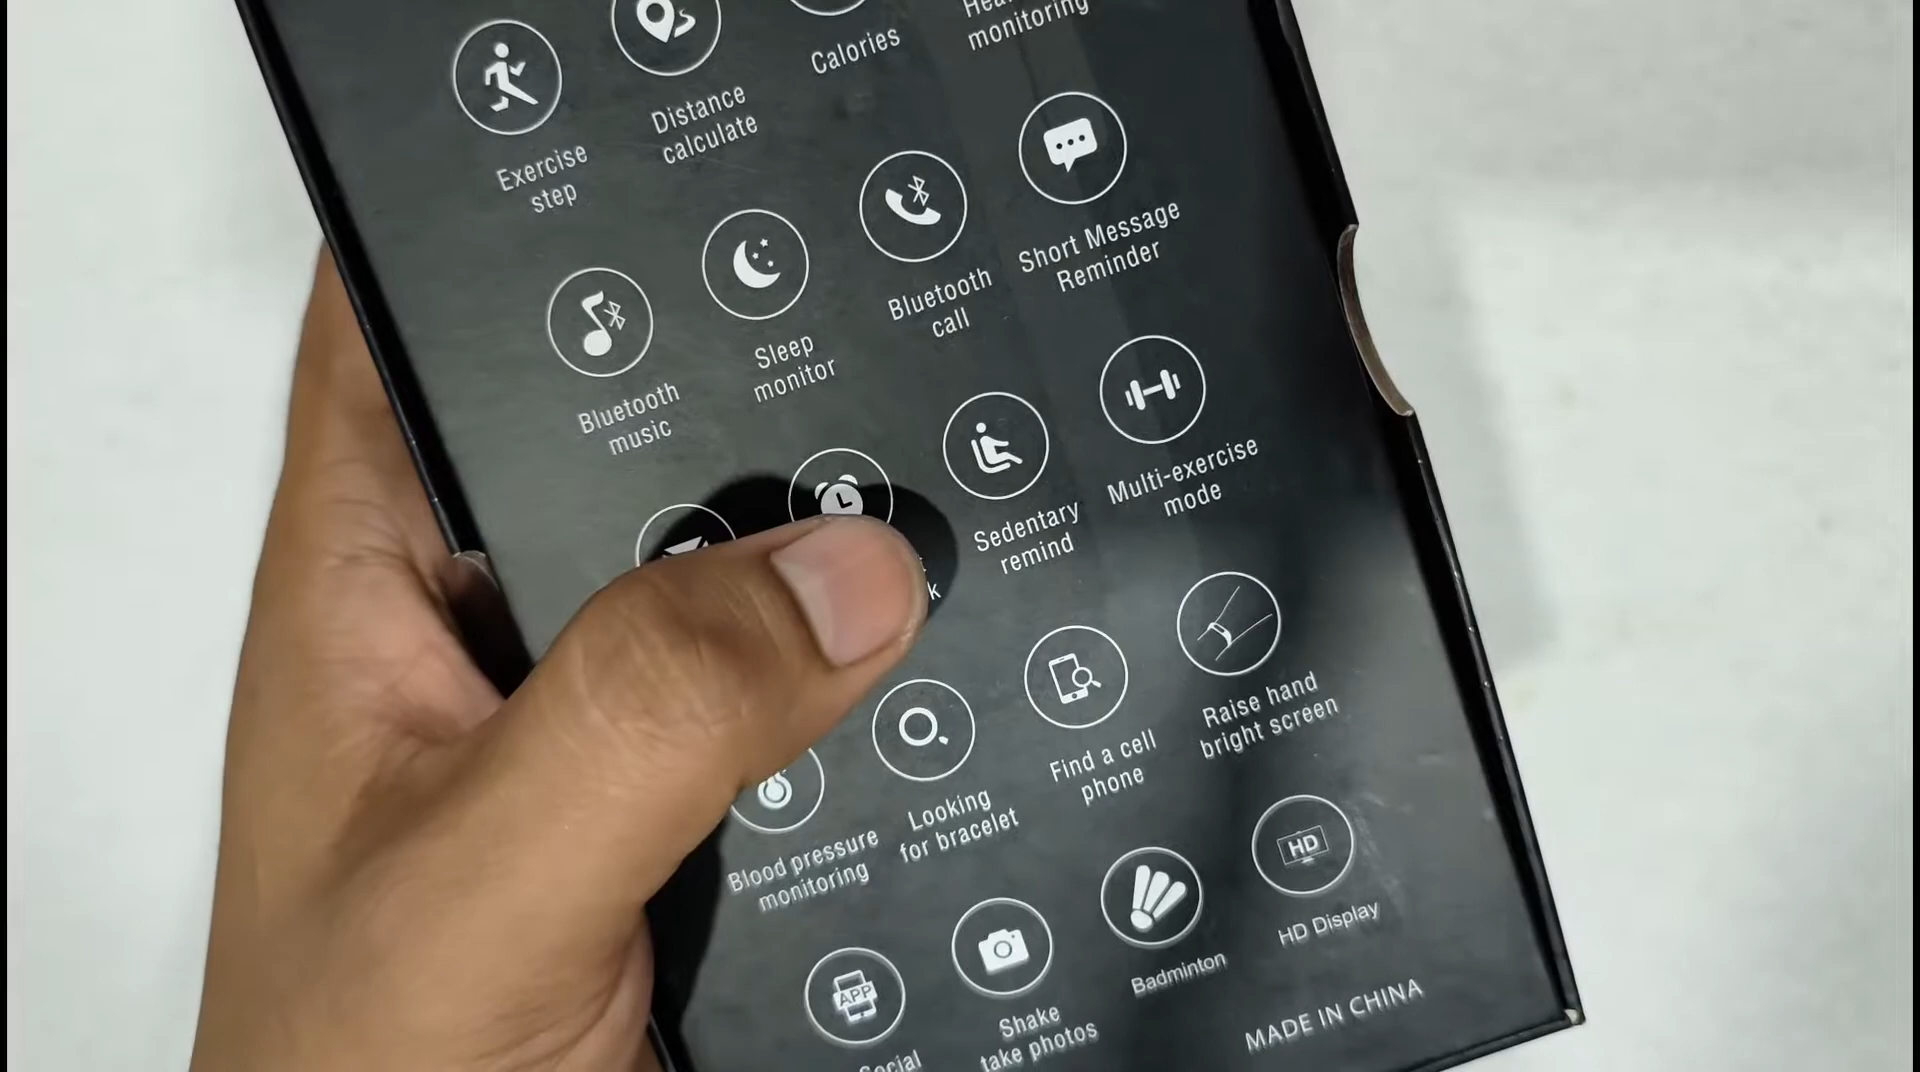 Calories
monitoring
Exercise
step
Distance
calculate
Bluetooth
music
Sleep
monitor
Bluetooth
call
Short Message
Reminder
Sedentary
remind
Multi-exercise
mode
Blood pressure
monitoring
Looking
for bracelet
Find a cell
phone
Raise hand
bright screen
APP
Social
Shake
take photos
Badminton
HD
HD Display
MADE IN CHINA